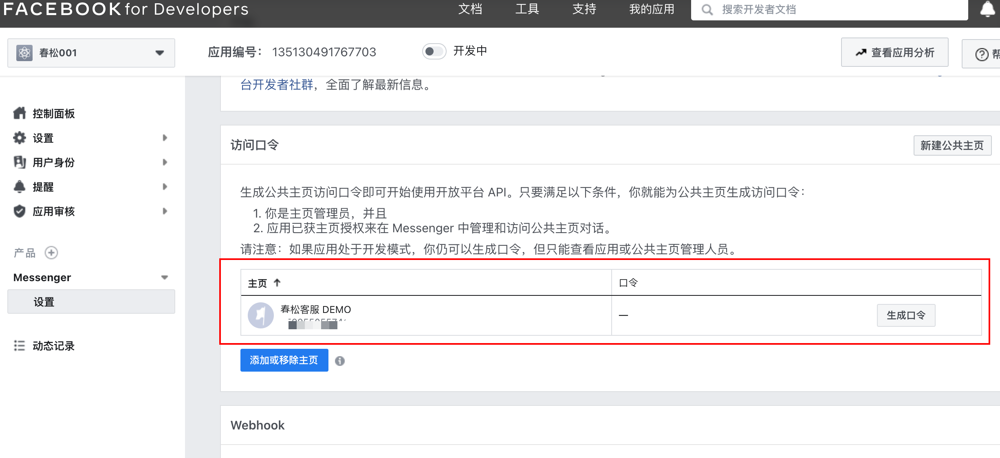 FACEBOOK for Developers
文档
工具
支持
我的应用
搜索开发者文档
春松001
应用编号： 135130491767703
开发中
查看应用分析
台开发者社群，全面了解最新信息。
控制面板
设置
用户身份
提醒
应用审核
产品
Messenger
设置
动态记录
访问口令
新建公共主页
生成公共主页访问口令即可开始使用开放平台 API。只要满足以下条件，你就能为公共主页生成访问口令：
1. 你是主页管理员，并且
2. 应用已获主页授权来在 Messenger 中管理和访问公共主页对话。
请注意：如果应用处于开发模式，你仍可以生成口令，但只能查看应用或公共主页管理人员。
主页
口令
春松客服 DEMO
—
生成口令
添加或移除主页
Webhook